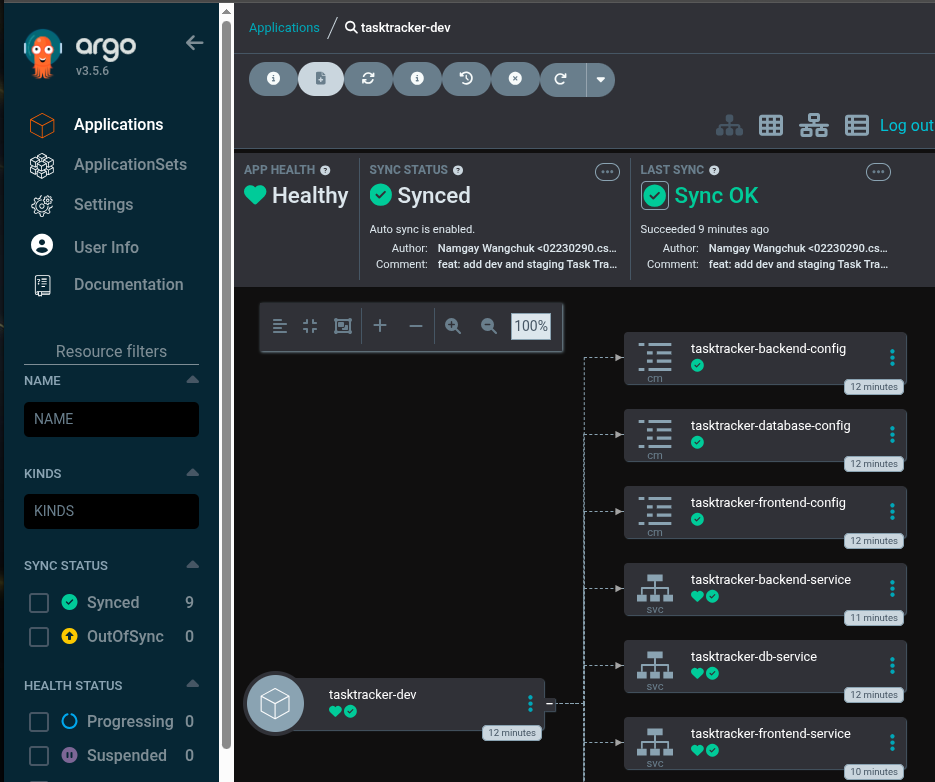 argo
v3.5.6
Applications
ApplicationSets
Settings
User Info
Documentation
Resource filters
NAME
NAME
KINDS
KINDS
SYNC STATUS
Synced 9
OutOfSync 0
HEALTH STATUS
Progressing 0
Suspended 0
Applications / tasktracker-dev
Log out
APP HEALTH
Healthy
SYNC STATUS
Synced
Auto sync is enabled.
Author: Namgay Wangchuk <02230290.cs...
Comment: feat: add dev and staging Task Tra...
LAST SYNC
Sync OK
Succeeded 9 minutes ago
Author: Namgay Wangchuk <02230290.cs...
Comment: feat: add dev and staging Task Tra...
100%
tasktracker-dev
12 minutes
tasktracker-backend-config
cm
12 minutes
tasktracker-database-config
cm
12 minutes
tasktracker-frontend-config
cm
12 minutes
tasktracker-backend-service
svc
11 minutes
tasktracker-db-service
svc
12 minutes
tasktracker-frontend-service
svc
10 minutes